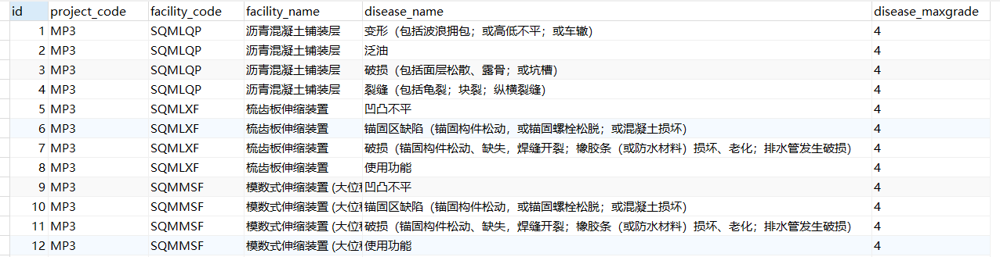 id project_code facility_code facility_name disease_name disease_maxgrade
1 MP3 SQMLQP 沥青混凝土铺装层 变形（包括波浪拥包；或高低不平；或车辙） 4
2 MP3 SQMLQP 沥青混凝土铺装层 泛油 4
3 MP3 SQMLQP 沥青混凝土铺装层 破损（包括面层松散、露骨；或坑槽） 4
4 MP3 SQMLQP 沥青混凝土铺装层 裂缝（包括龟裂；块裂；纵横裂缝） 4
5 MP3 SQMLXF 梳齿板伸缩装置 凹凸不平 4
6 MP3 SQMLXF 梳齿板伸缩装置 锚固区缺陷（锚固构件松动，或锚固螺栓松脱；或混凝土损坏） 4
7 MP3 SQMLXF 梳齿板伸缩装置 破损（锚固构件松动、缺失，焊缝开裂；橡胶条（或防水材料）损坏、老化；排水管发生破损） 4
8 MP3 SQMLXF 梳齿板伸缩装置 使用功能 4
9 MP3 SQMMSF 模数式伸缩装置 (大位 凹凸不平 4
10 MP3 SQMMSF 模数式伸缩装置 (大位 锚固区缺陷（锚固构件松动，或锚固螺栓松脱；或混凝土损坏） 4
11 MP3 SQMMSF 模数式伸缩装置 (大位 破损（锚固构件松动、缺失，焊缝开裂；橡胶条（或防水材料）损坏、老化；排水管发生破损） 4
12 MP3 SQMMSF 模数式伸缩装置 (大位 使用功能 4